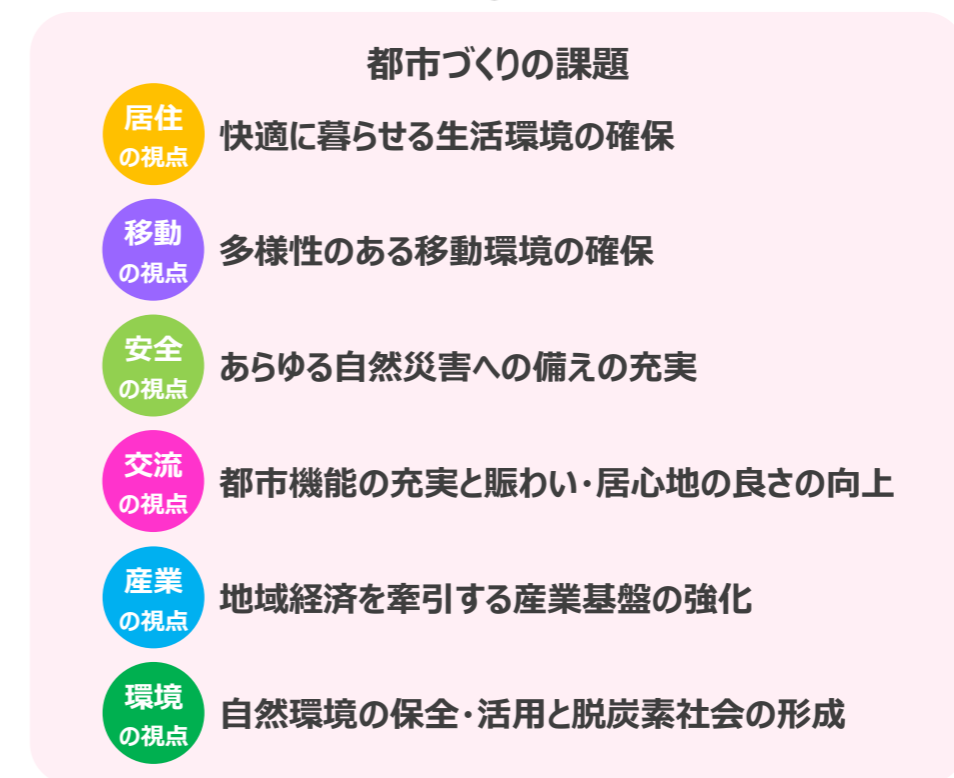 都市づくりの課題
居住
の視点
快適に暮らせる生活環境の確保
移動
の視点
多様性のある移動環境の確保
安全
の視点
あらゆる自然災害への備えの充実
交流
の視点
都市機能の充実と賑わい・居心地の良さの向上
産業
の視点
地域経済を牽引する産業基盤の強化
環境
の視点
自然環境の保全・活用と脱炭素社会の形成